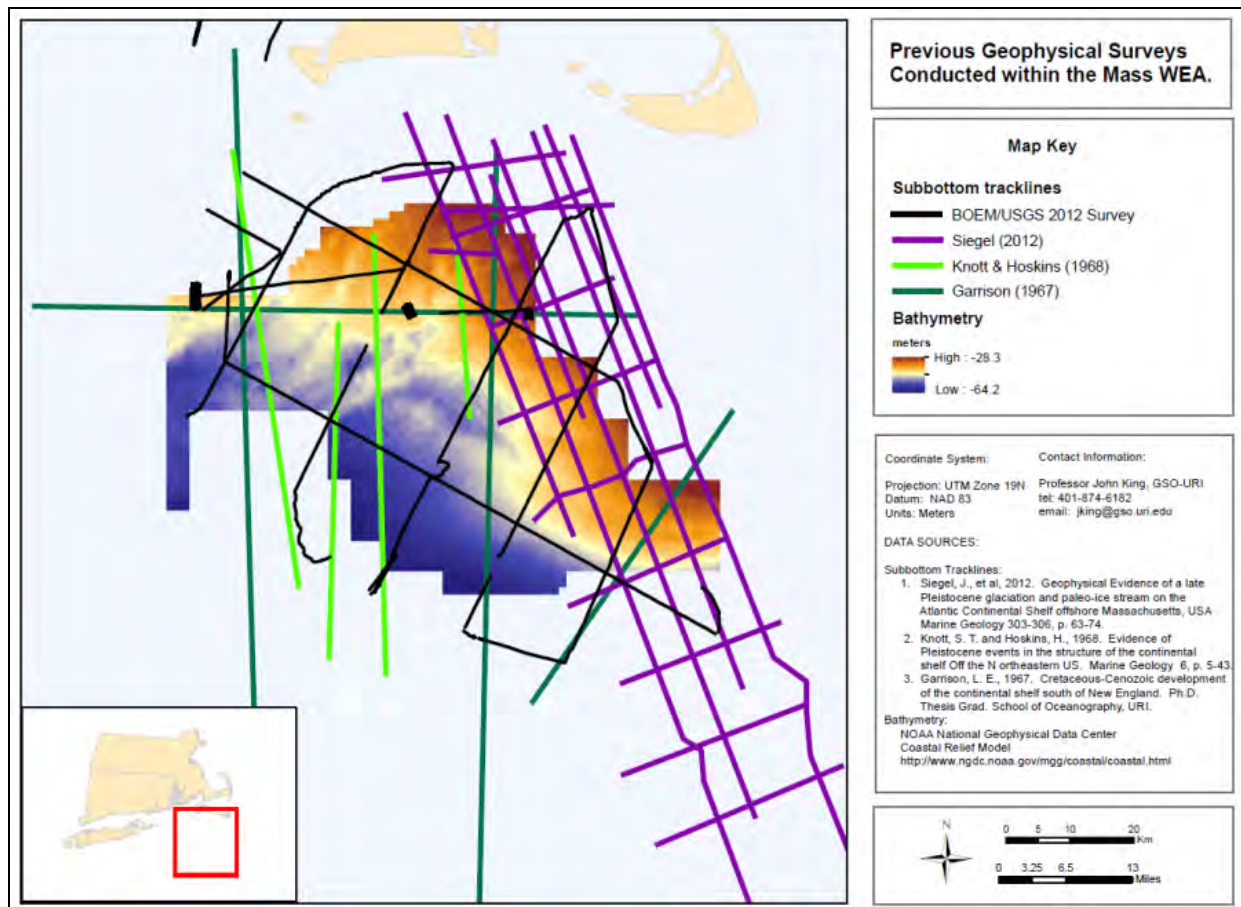 Previous Geophysical Surveys
Conducted within the Mass WEA.
Map Key
Subbottom tracklines
BOEM/USGS 2012 Survey
Siegel (2012)
Knott & Hoskins (1968)
Garrison (1967)
Bathymetry
meters
High : -28.3
Low : -64.2
Coordinate System:
Projection: UTM Zone 19N
Datum: NAD 83
Units: Meters
Contact Information:
Professor John King, GSO-URI
tel: 401-874-6182
email: jking@gso.uri.edu
DATA SOURCES:
Subbottom Tracklines:
1. Siegel, J., et al, 2012. Geophysical Evidence of a late
Pleistocene glaciation and paleo-ice stream on the
Atlantic Continental Shelf offshore Massachusetts, USA
Marine Geology 303-306, p. 63-74.
2. Knott, S. T. and Hoskins, H., 1968. Evidence of
Pleistocene events in the structure of the continental
shelf Off the N ortheastern US. Marine Geology 6, p. 5-43.
3. Garrison, L. E., 1967. Cretaceous-Cenozoic development
of the continental shelf south of New England. Ph.D.
Thesis Grad. School of Oceanography, URI.
Bathymetry:
NOAA National Geophysical Data Center
Coastal Relief Model
http://www.ngdc.noaa.gov/mgg/coastal/coastal.html
N
0 5 10 20
Km
0 3.25 6.5 13
Miles